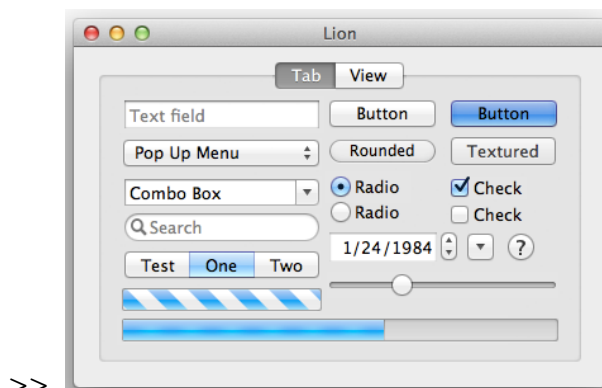 Lion
Tab View
Text field Button Button
Pop Up Menu Rounded Textured
Combo Box Radio Check
Radio Check
Search
1/24/1984 ?
Test One Two
>>